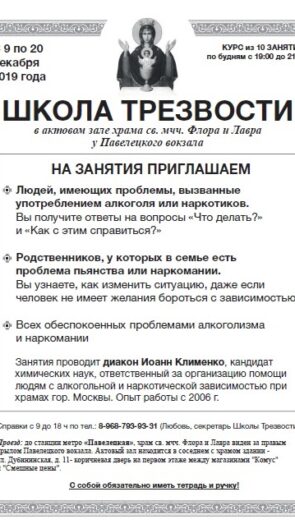 9 по 20
екабря
2019 года
КУРС из 10 ЗАНЯТИ
по будням с 19:00 до 21
ШКОЛА ТРЕЗВОСТИ
в актовом зале храма св. мчч. Флора и Лавра
у Павелецкого вокзала
НА ЗАНЯТИЯ ПРИГЛАШАЕМ
Людей, имеющих проблемы, вызванные
употреблением алкоголя или наркотиков.
Вы получите ответы на вопросы «Что делать?»
и «Как с этим справиться?»
Родственников, у которых в семье есть
проблема пьянства или наркомании.
Вы узнаете, как изменить ситуацию, даже если
человек не имеет желания бороться с зависимостью
Всех обеспокоенных проблемами алкоголизма
и наркомании
Занятия проводит диакон Иоанн Клименко, кандидат
химических наук, ответственный за организацию помощи
людям с алкогольной и наркотической зависимостью при
храмах гор. Москвы. Опыт работы с 2006 г.
Справки с 9 до 18 ч по тел.: 8-968-793-93-31 (Любовь, секретарь Школы Трезвости
Проезд: до станции метро «Павелецкая», храм св. мчч. Флора и Лавра виден за правым
крылом Павелецкого вокзала. Актовый зал находится в соседнем с храмом здании -
л. Дубининская, д. 11- коричневая дверь на первом этаже между магазинами "Комус"
и "Смешные цены".
С собой обязательно иметь тетрадь и ручку!